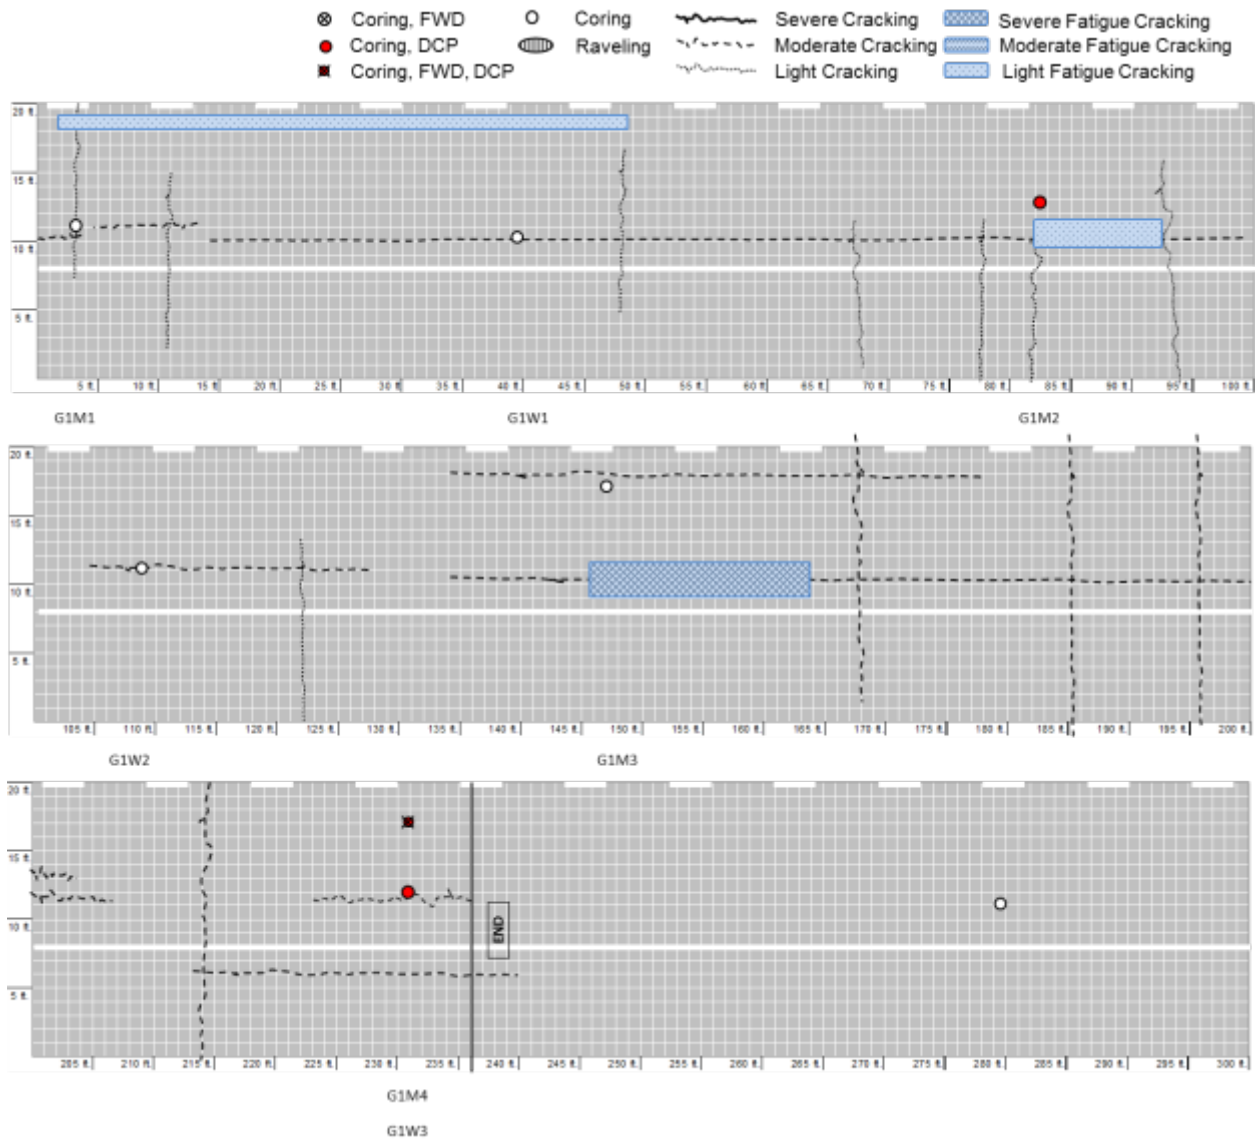 Coring, FWD Coring Severe Cracking Severe Fatigue Cracking
Coring, DCP Raveling Moderate Cracking Moderate Fatigue Cracking
Coring, FWD, DCP Light Cracking Light Fatigue Cracking
20 ft.
15 ft.
10 ft.
5 ft.
5 ft. 10 ft. 15 ft. 20 ft. 25 ft. 30 ft. 35 ft. 40 ft. 45 ft. 50 ft. 55 ft. 60 ft. 65 ft. 70 ft. 75 ft. 80 ft. 85 ft. 90 ft. 95 ft. 100 ft.
G1M1 G1W1 G1M2
20 ft.
15 ft.
10 ft.
5 ft.
105 ft. 110 ft. 115 ft. 120 ft. 125 ft. 130 ft. 135 ft. 140 ft. 145 ft. 150 ft. 155 ft. 160 ft. 165 ft. 170 ft. 175 ft. 180 ft. 185 ft. 190 ft. 195 ft. 200 ft.
G1W2 G1M3
20 ft.
15 ft.
10 ft.
END
5 ft.
205 ft. 210 ft. 215 ft. 220 ft. 225 ft. 230 ft. 235 ft. 240 ft. 245 ft. 250 ft. 255 ft. 260 ft. 265 ft. 270 ft. 275 ft. 280 ft. 285 ft. 290 ft. 295 ft. 300 ft.
G1M4
G1W3